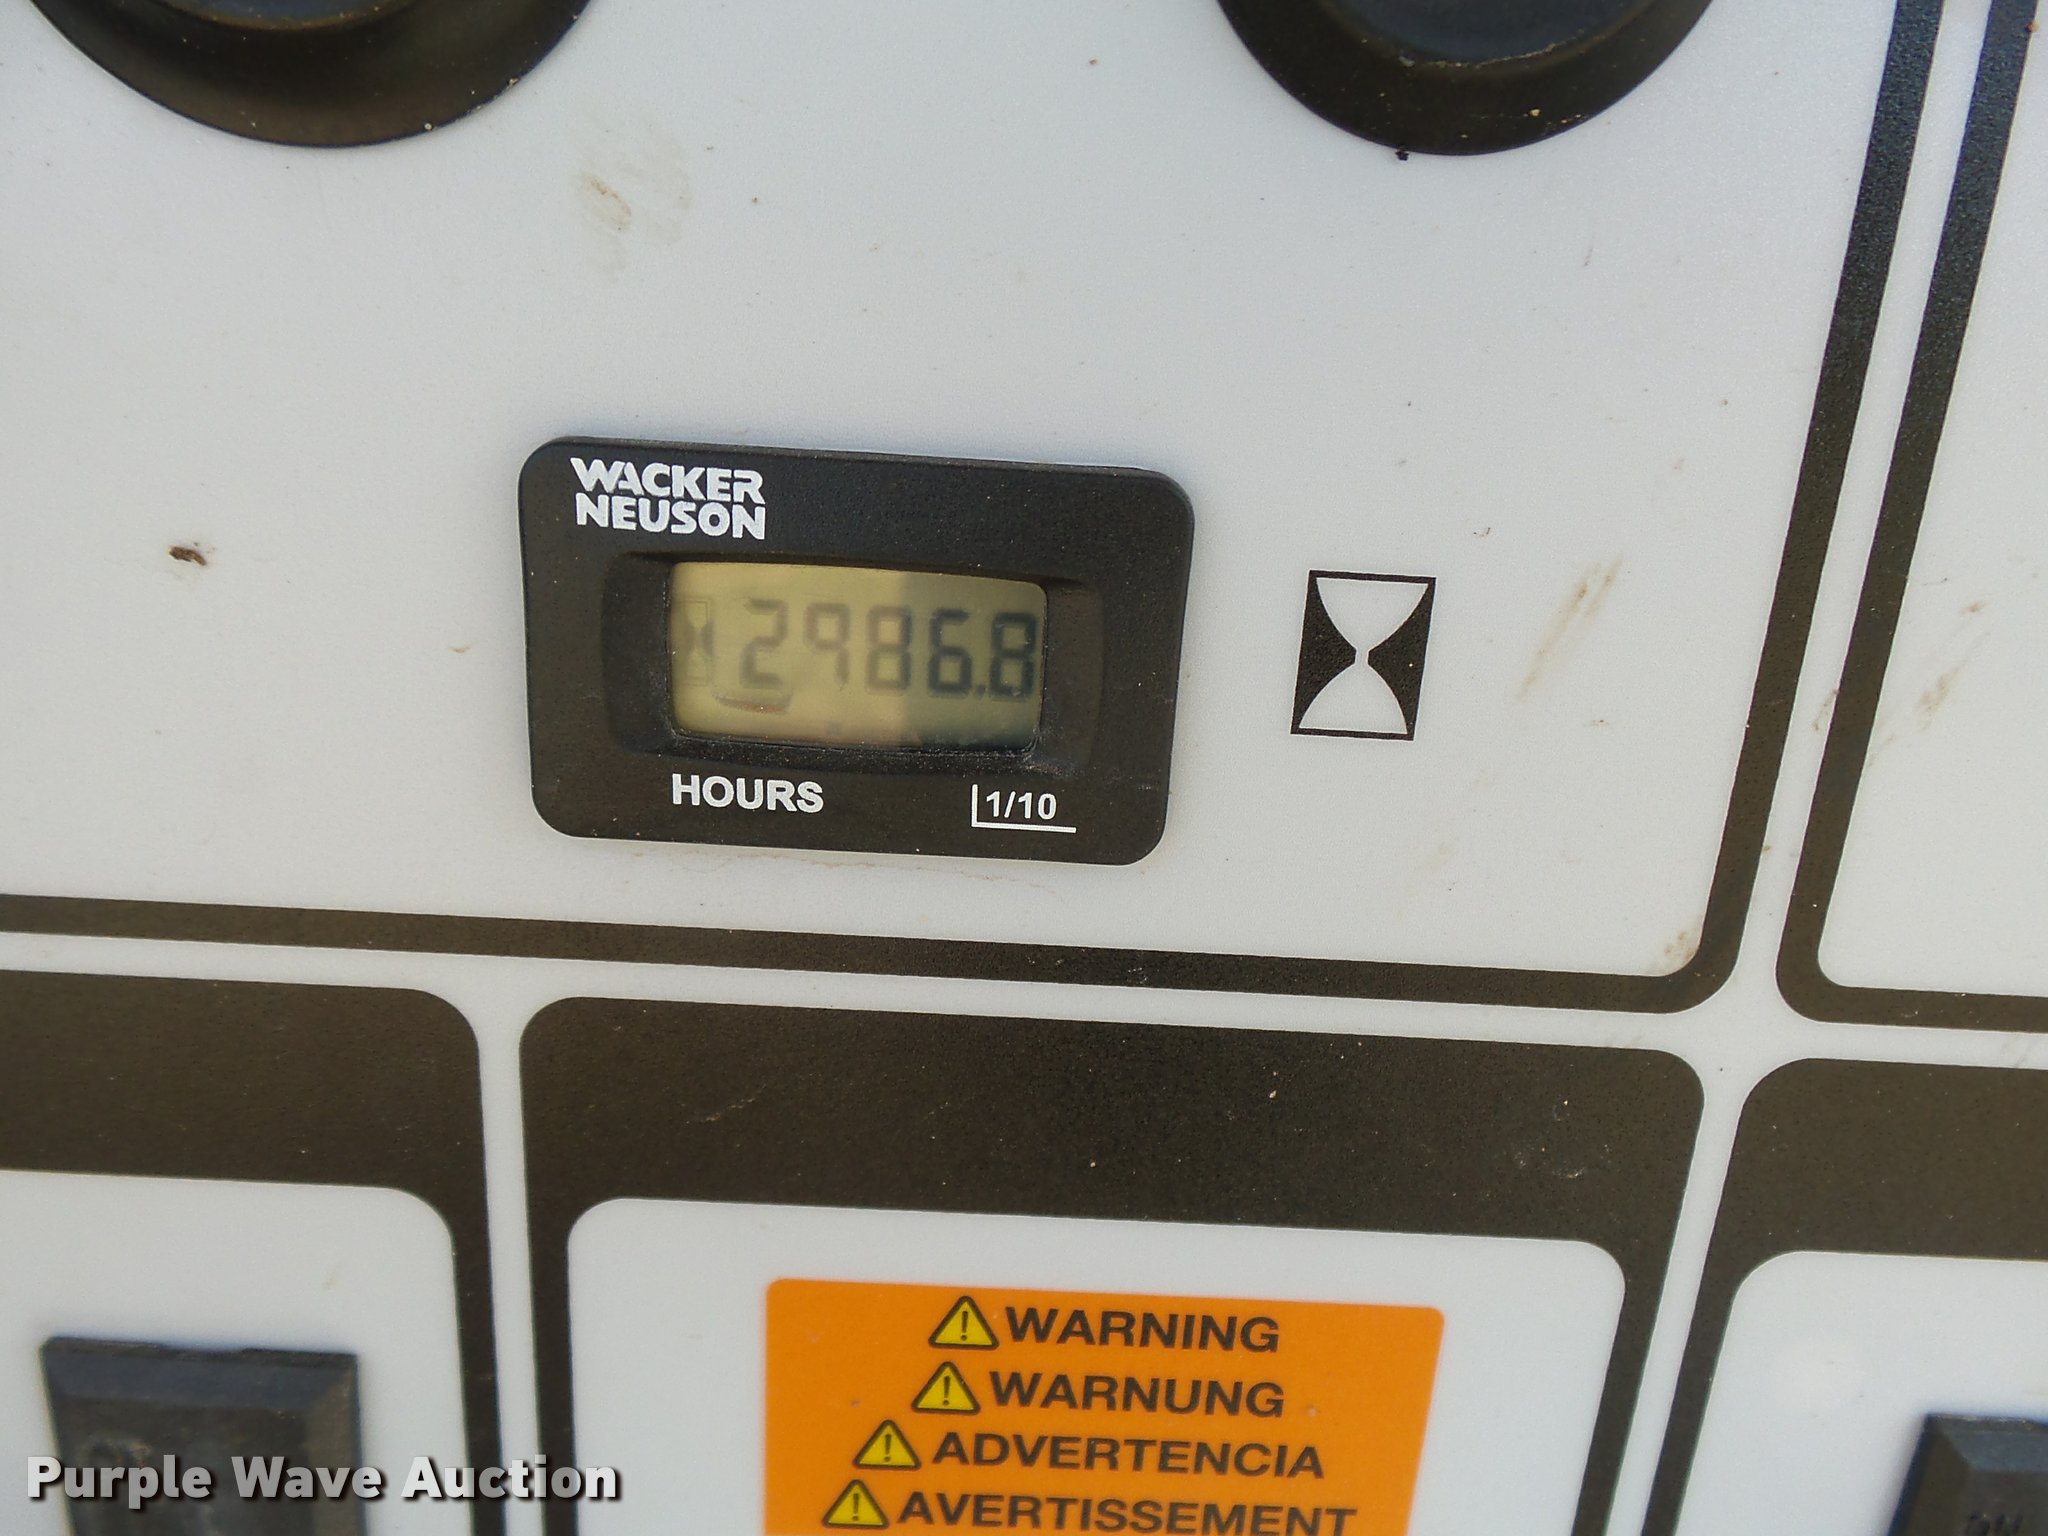 WACKER
NEUSON
2986.8
HOURS
1/10
WARNING
WARNUNG
ADVERTENCIA
AVERTISSEMENT
Purple Wave Auction